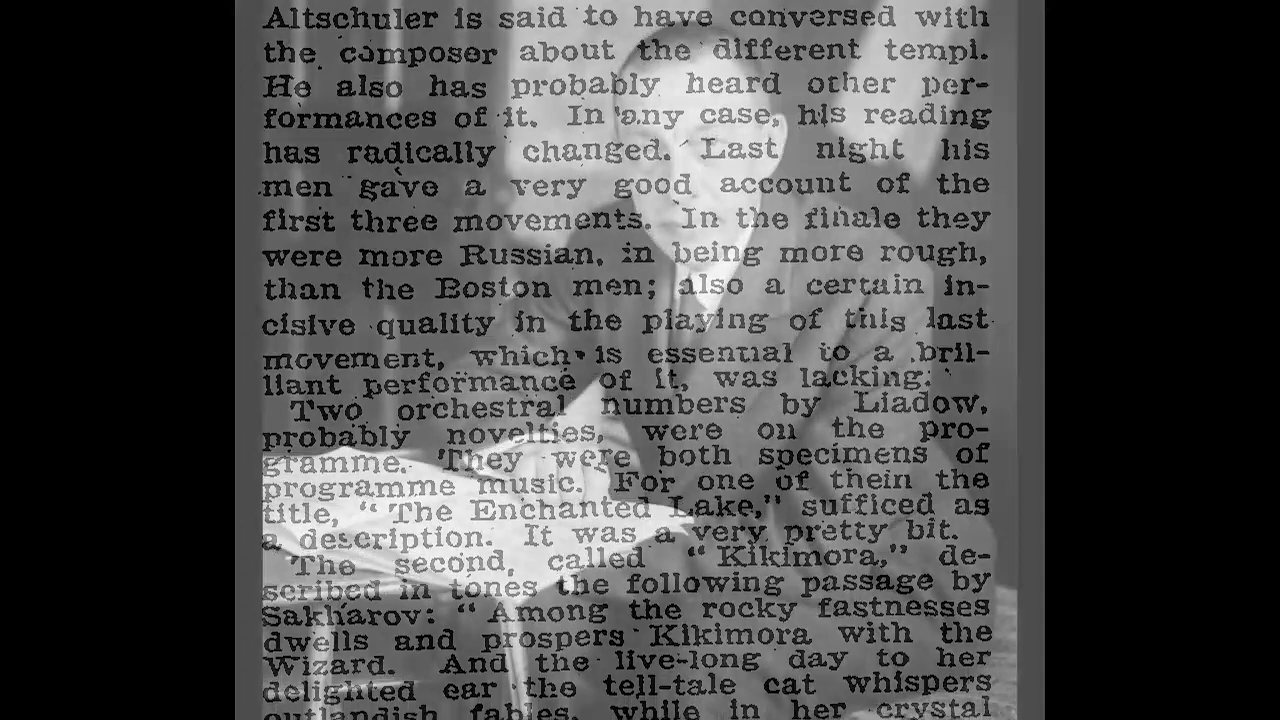 Altschuler is said to have conversed with
the composer about the different tempi.
He also has probably heard other per-
formances of it. In any case, his reading
has radically changed. Last night his
men gave a very good account of the
first three movements. In the finale they
were more Russian, in being more rough,
than the Boston men; also a certain in-
cisive quality in the playing of this last
movement, which is essential to a bril-
liant performance of it, was lacking.
Two orchestral numbers by Liadow,
probably novelties, were on the pro-
gramme. They were both specimens of
programme music. For one of them the
title, "The Enchanted Lake," sufficed as
a description. It was a very pretty bit.
The second, called "Kikimora," de-
scribed in tones the following passage by
Sakharov: "Among the rocky fastnesses
dwells and prospers Kikimora with the
Wizard. And the live-long day to her
delighted ear the tell-tale cat whispers
outlandish fables, while in her crystal